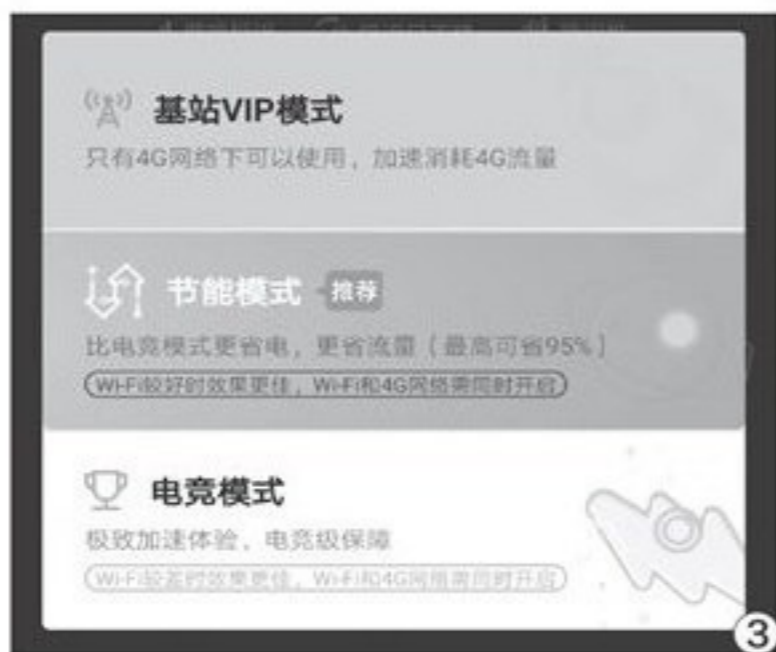 基站VIP模式
只有4G网络下可以使用，加速消耗4G流量
节能模式 推荐
比电竞模式更省电，更省流量（最高可省95%）
Wi-Fi较好时效果更佳，Wi-Fi和4G网络需同时开启
电竞模式
极致加速体验，电竞级保障
Wi-Fi较差时效果更佳，Wi-Fi和4G网络需同时开启
③